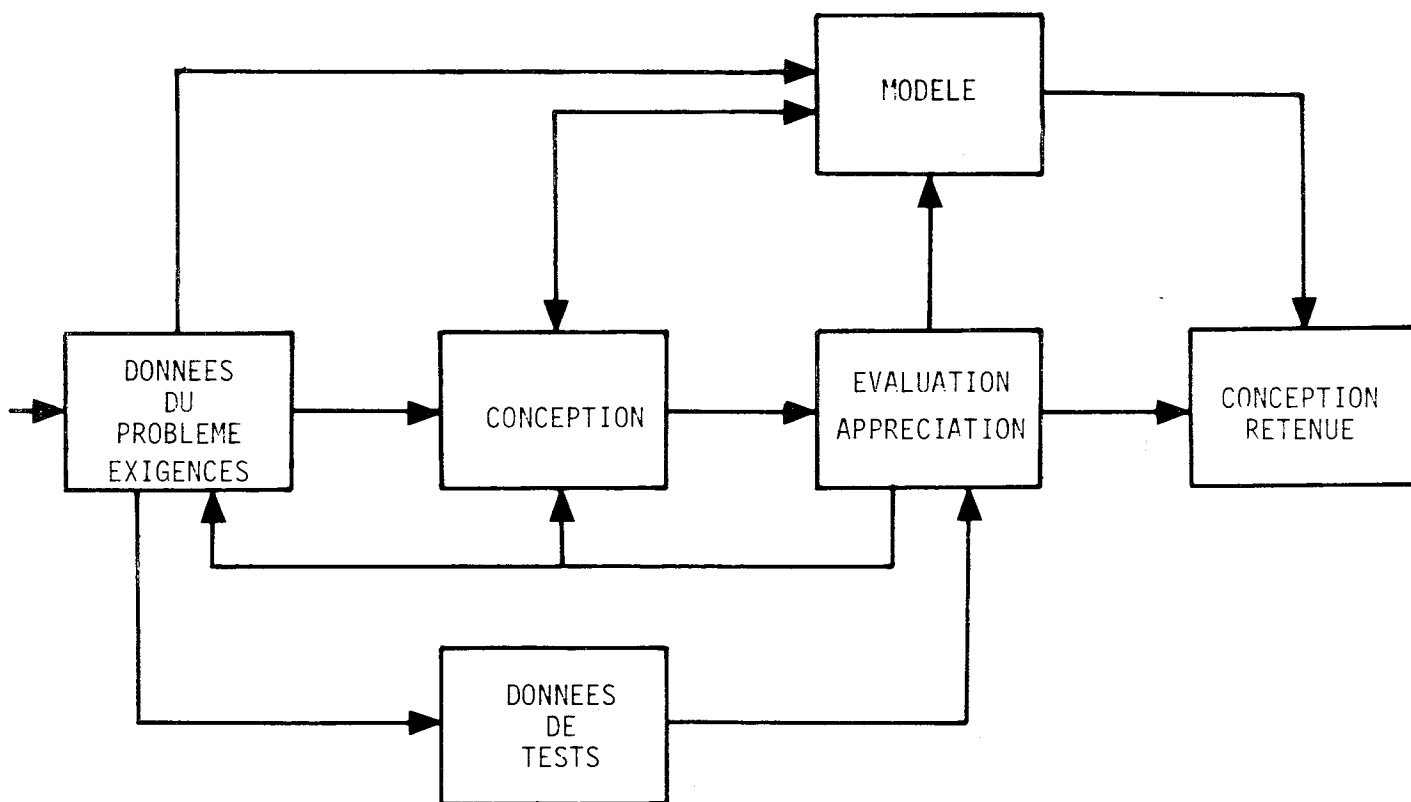 MODELE
DONNEES
DU
PROBLEME
EXIGENCES
CONCEPTION
EVALUATION
APPRECIATION
CONCEPTION
RETENUE
DONNEES
DE
TESTS